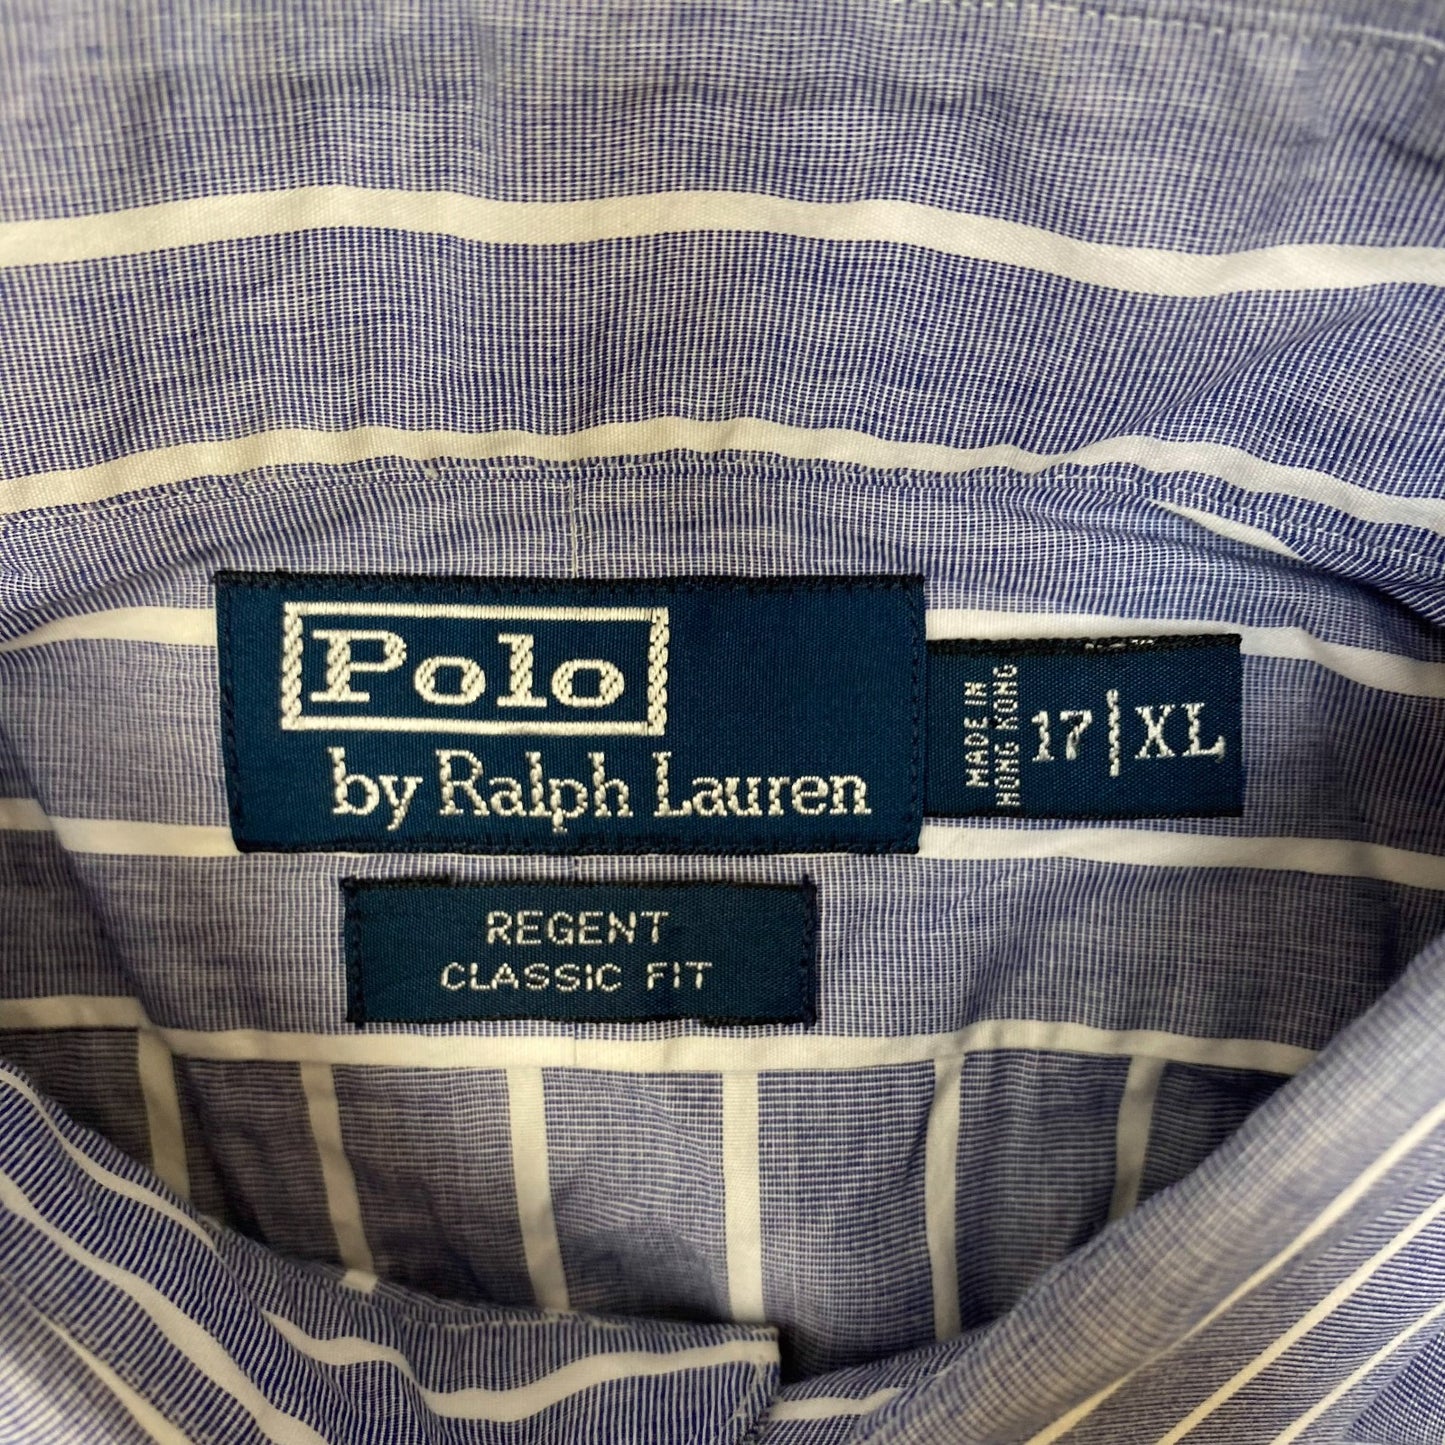 Polo
by Ralph Lauren
MADE IN
HONG KONG
17|XL
REGENT
CLASSIC FIT